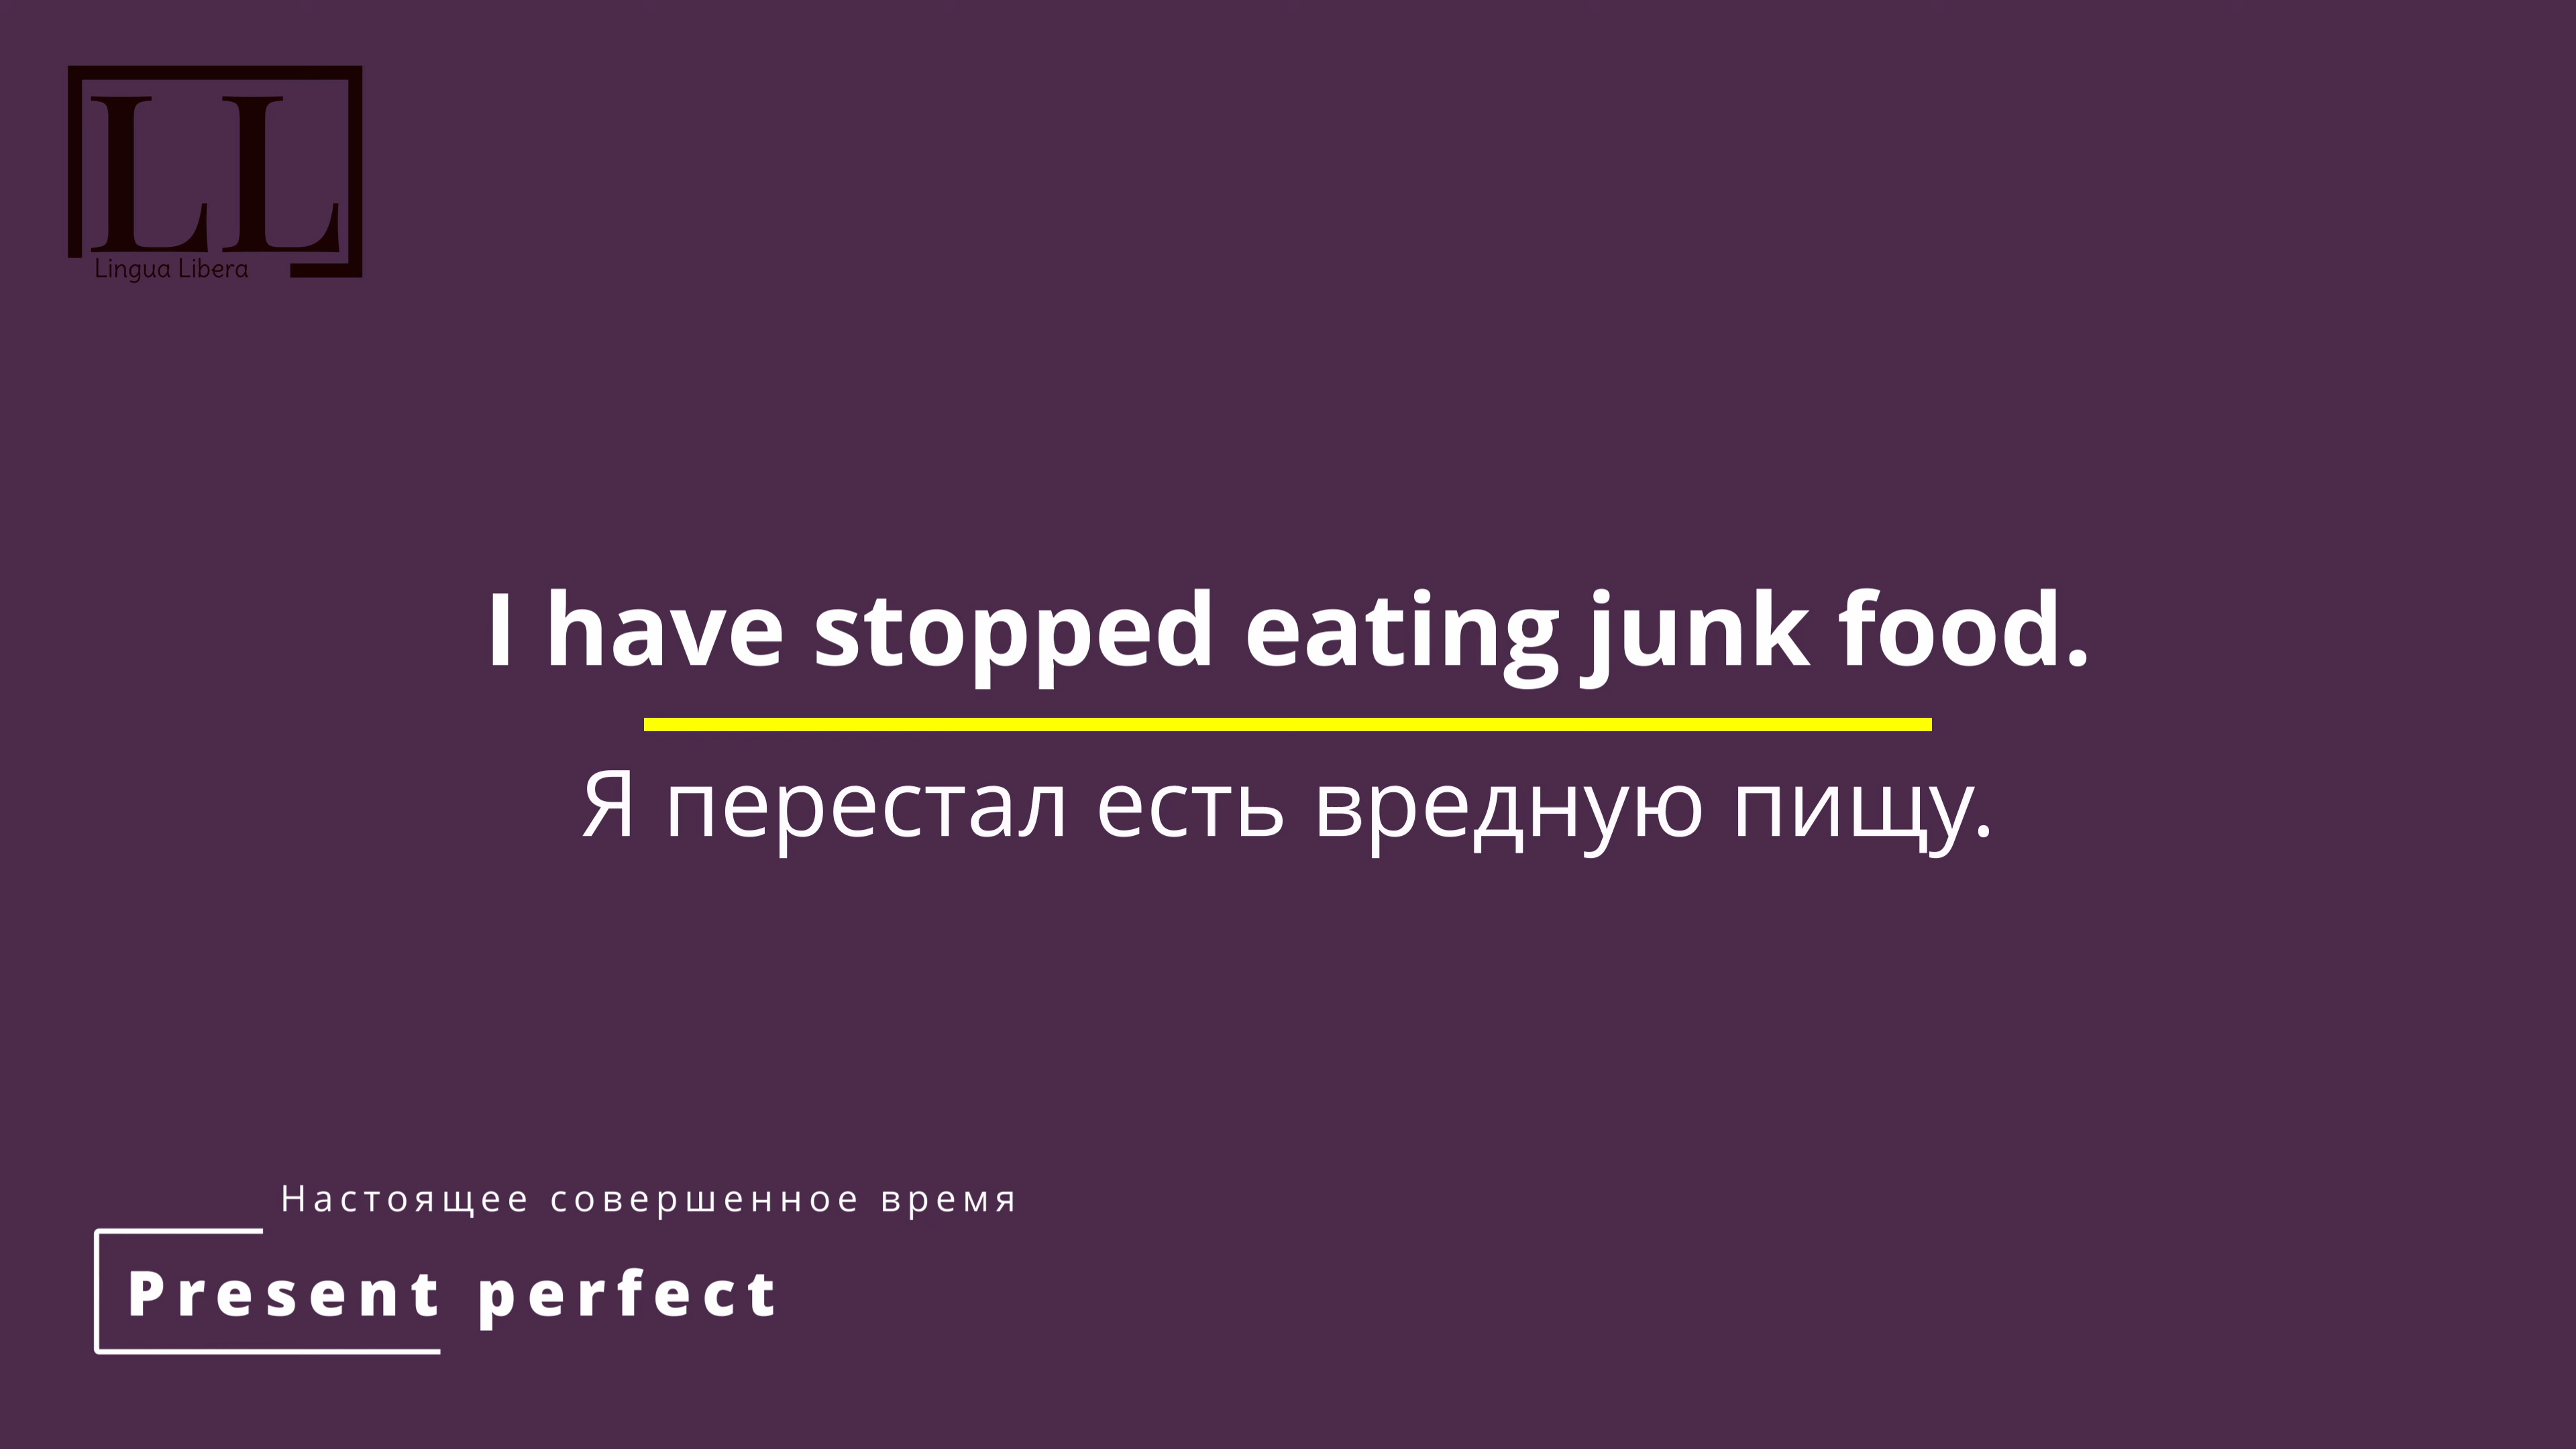 LL
Lingua Libera
I have stopped eating junk food.
Я перестал есть вредную пищу.
Настоящее совершенное время
Present perfect